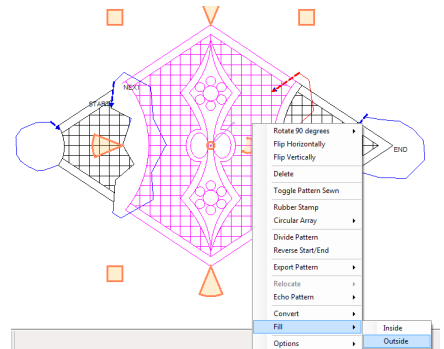 NEXT
START
END
Rotate 90 degrees
Flip Horizontally
Flip Vertically
Delete
Toggle Pattern Sewn
Rubber Stamp
Circular Array
Divide Pattern
Reverse Start/End
Export Pattern
Relocate
Echo Pattern
Convert
Fill
Inside
Outside
Options